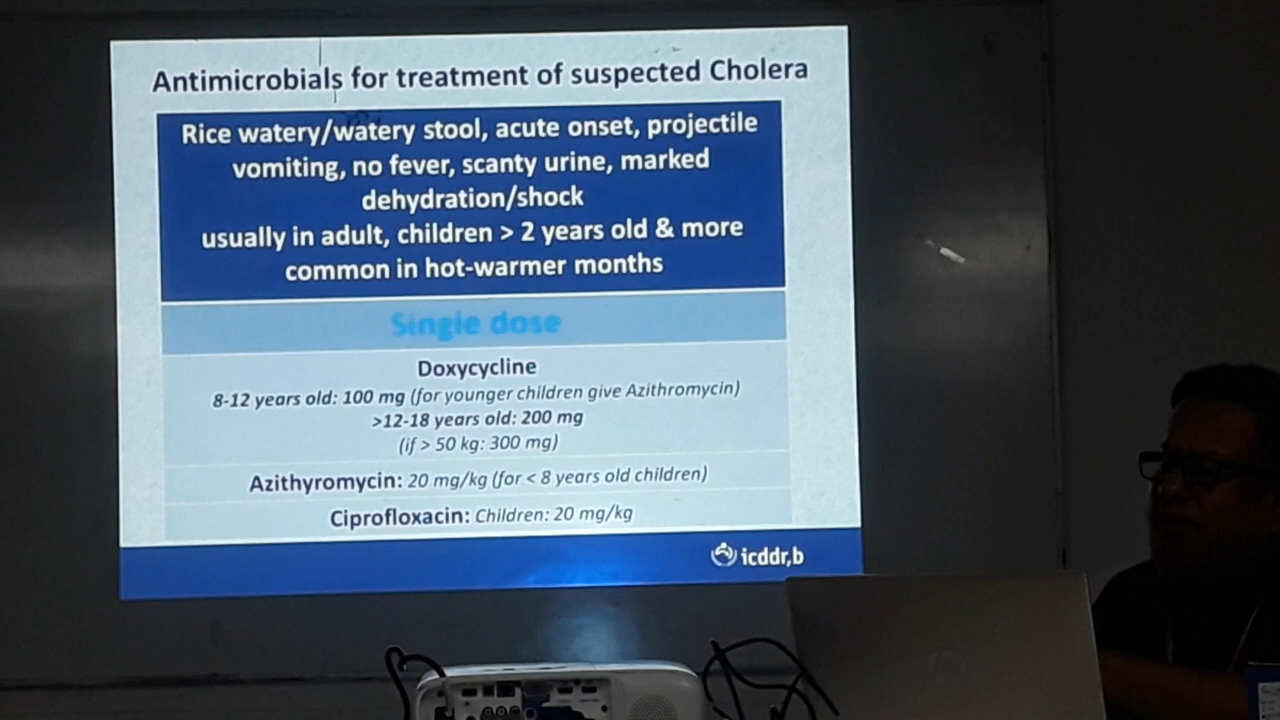 Antimicrobials for treatment of suspected Cholera
Rice watery/watery stool, acute onset, projectile
vomiting, no fever, scanty urine, marked
dehydration/shock
usually in adult, children > 2 years old & more
common in hot-warmer months
Single dose
Doxycycline
8-12 years old: 100 mg (for younger children give Azithromycin)
>12-18 years old: 200 mg
(if > 50 kg: 300 mg)
Azithyromycin: 20 mg/kg (for < 8 years old children)
Ciprofloxacin: Children: 20 mg/kg
icddr,b